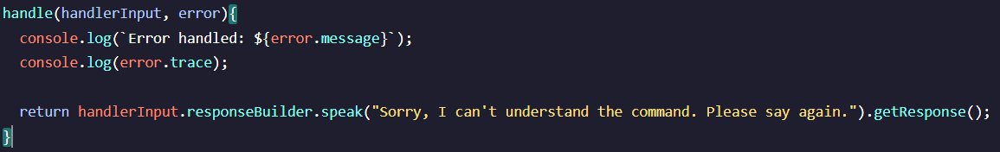 handle(handlerInput, error){
  console.log(`Error handled: ${error.message}`);
  console.log(error.trace);
  return handlerInput.responseBuilder.speak("Sorry, I can't understand the command. Please say again.").getResponse();
}